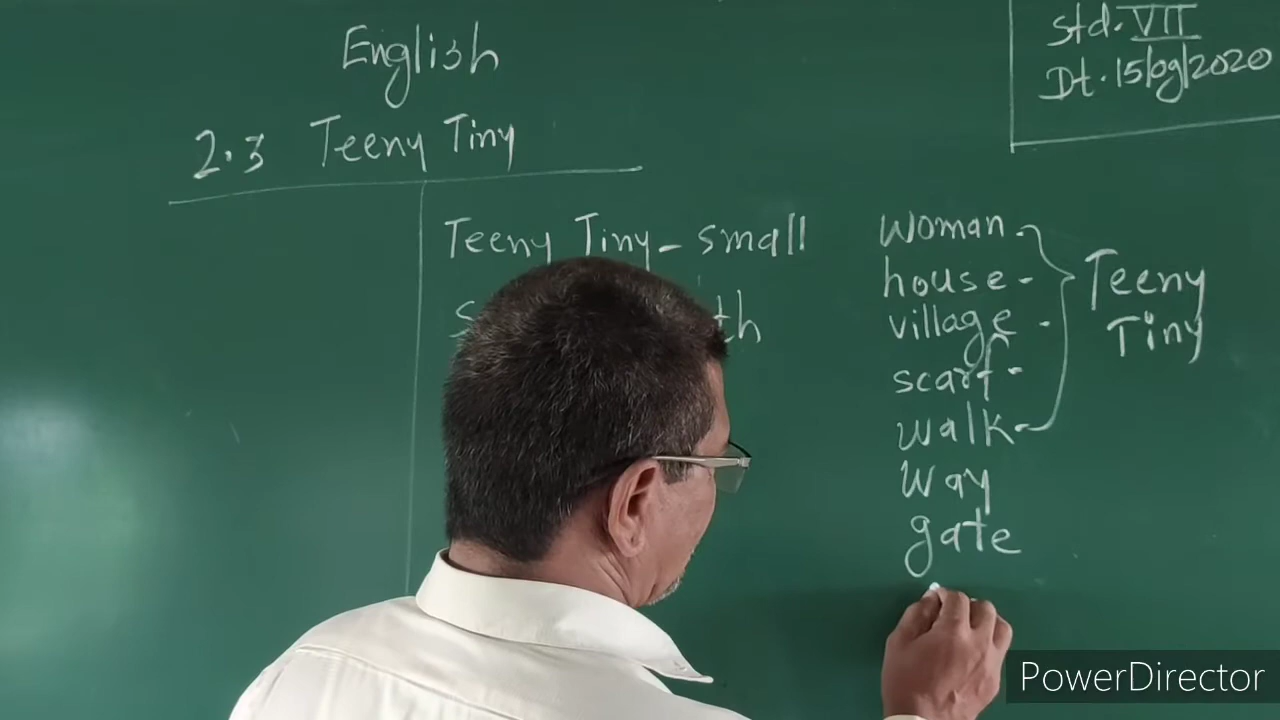 English
Std. VII
Dt. 15/09/2020
2.3 Teeny Tiny
Teeny Tiny - small
woman
house
village
scarf
walk
way
gate
Teeny
Tiny
PowerDirector